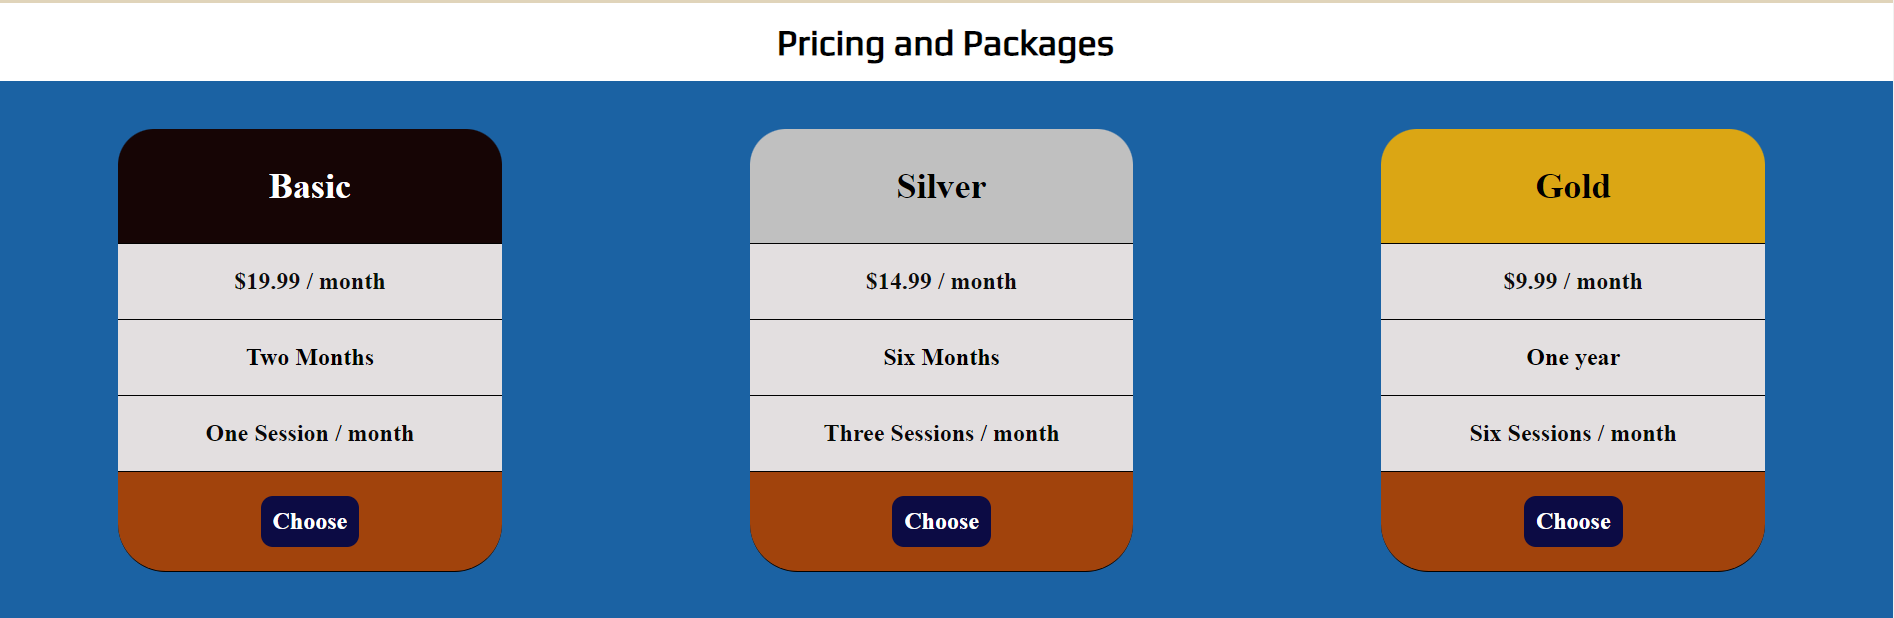 Pricing and Packages
Basic
$19.99 / month
Two Months
One Session / month
Choose
Silver
$14.99 / month
Six Months
Three Sessions / month
Choose
Gold
$9.99 / month
One year
Six Sessions / month
Choose